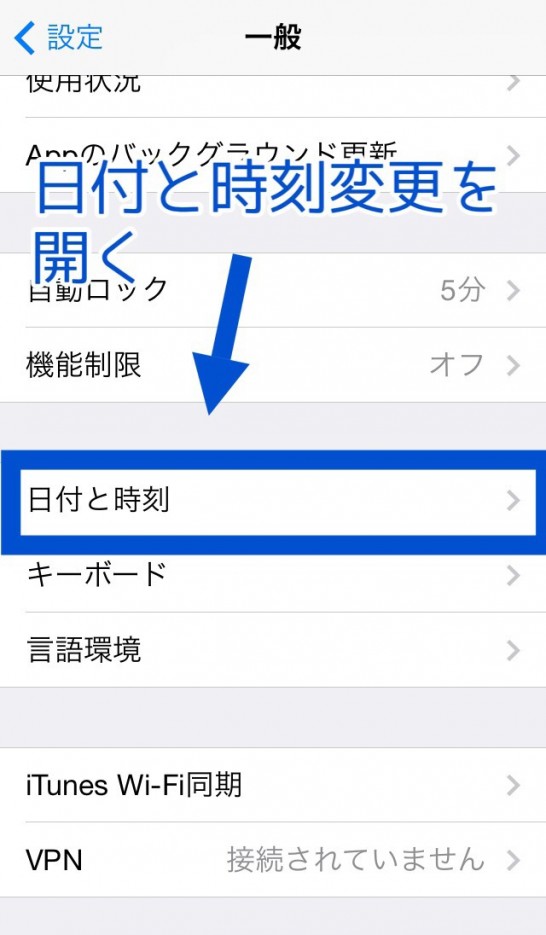 設定
一般
使用状況
Appのバックグラウンド更新
日付と時刻変更を
開く
自動ロック 5分
機能制限 オフ
日付と時刻
キーボード
言語環境
iTunes Wi-Fi同期
VPN 接続されていません